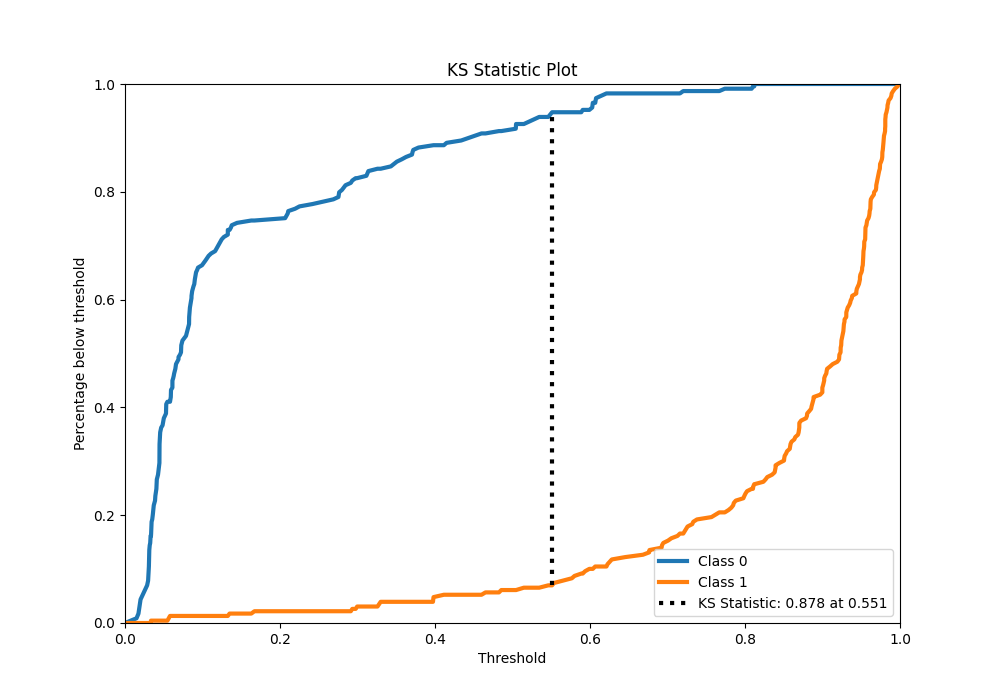 KS Statistic Plot
1.0
0.8
0.6
0.4
0.2
0.0
Percentage below threshold
0.0 0.2 0.4 0.6 0.8 1.0
Threshold
Class 0
Class 1
KS Statistic: 0.878 at 0.551